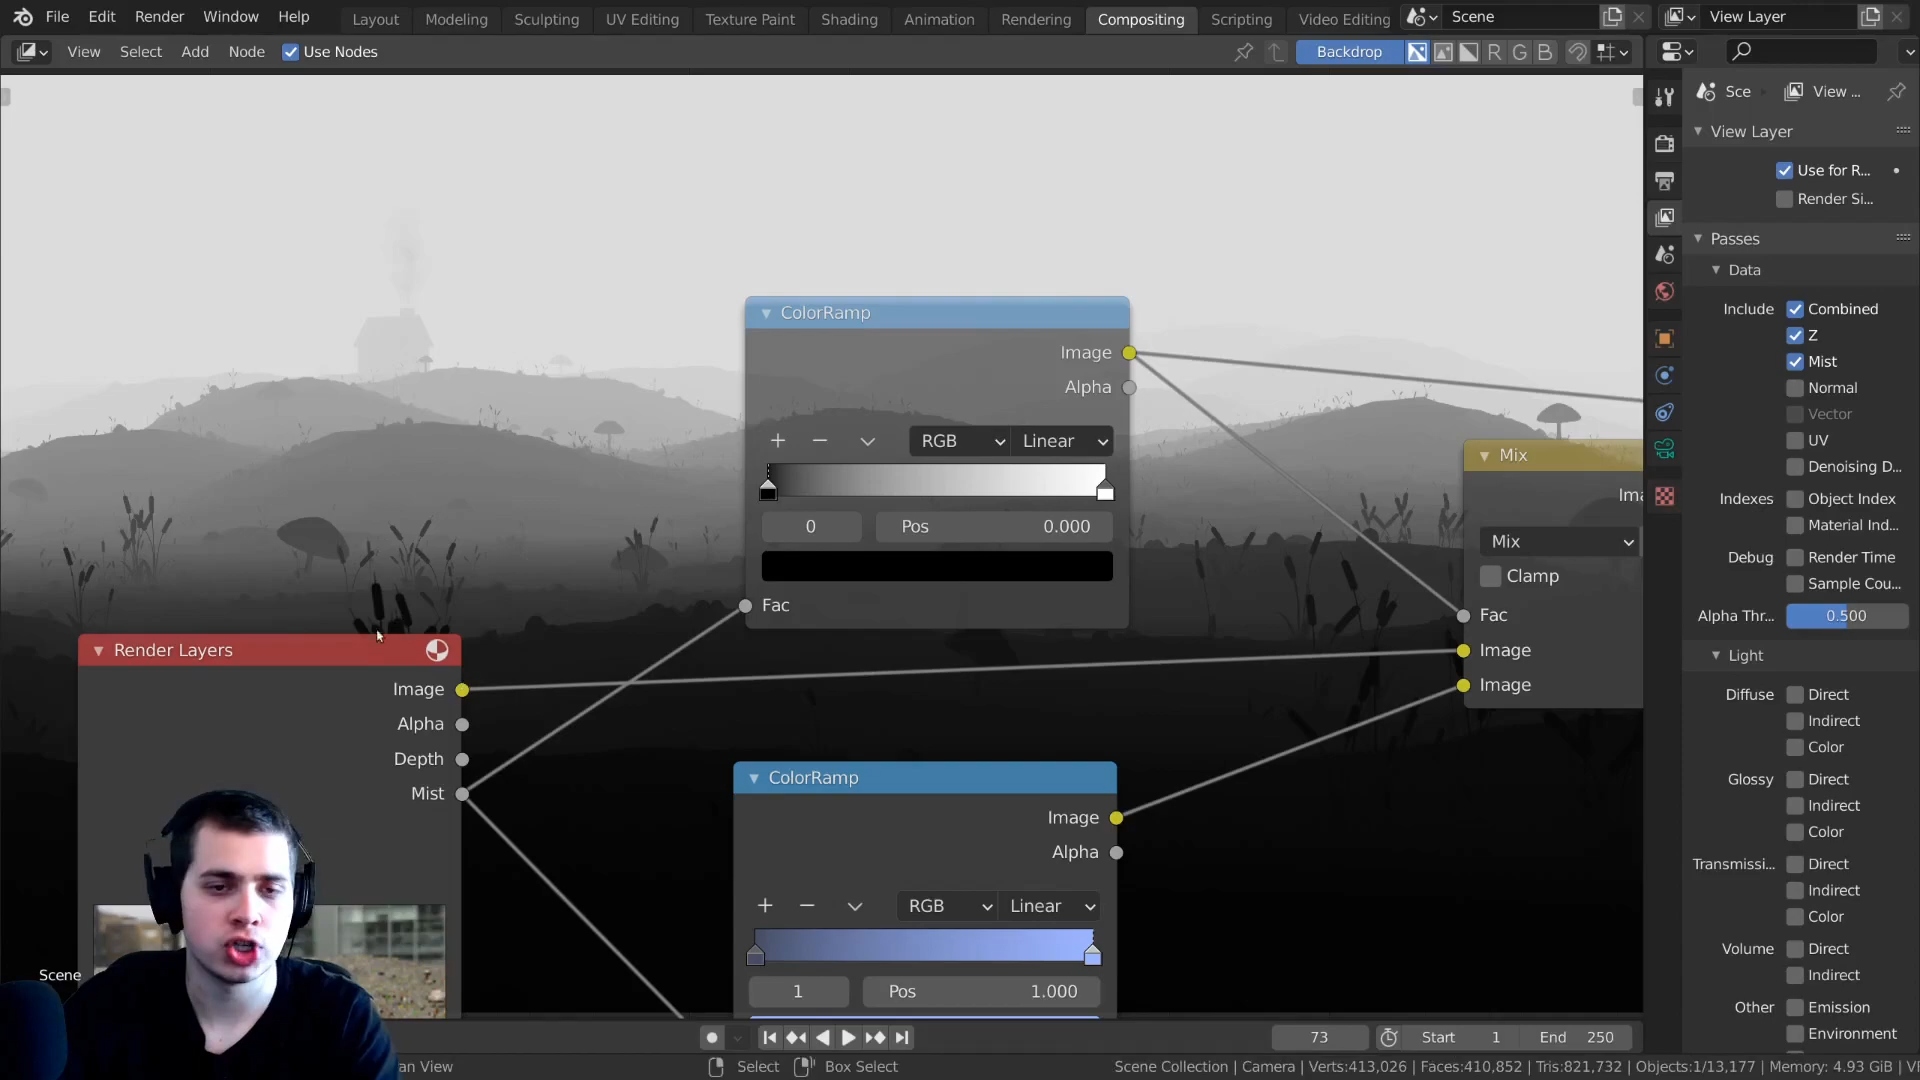 File Edit Render Window Help Layout Modeling Sculpting UV Editing Texture Paint Shading Animation Rendering Compositing Scripting Video Editing Scene View Layer
View Select Add Node Use Nodes Backdrop R G B
Sce View ...
View Layer
Use for R...
Render Si...
Passes
Data
Include Combined
Z
Mist
Normal
Vector
UV
Denoising D...
Indexes Object Index
Material Ind...
Debug Render Time
Sample Cou...
Alpha Thr... 0.500
Light
Diffuse Direct
Indirect
Color
Glossy Direct
Indirect
Color
Transmissi... Direct
Indirect
Color
Volume Direct
Indirect
Other Emission
Environment
ColorRamp
Image
Alpha
RGB Linear
0 Pos 0.000
Fac
Mix
Mix
Clamp
Fac
Image
Image
Render Layers
Image
Alpha
Depth
Mist
Scene
ColorRamp
Image
Alpha
RGB Linear
1 Pos 1.000
73 Start 1 End 250
Select Box Select Scene Collection | Camera | Verts:413,026 | Faces:410,852 | Tris:821,732 | Objects:1/13,177 | Memory: 4.93 GiB |